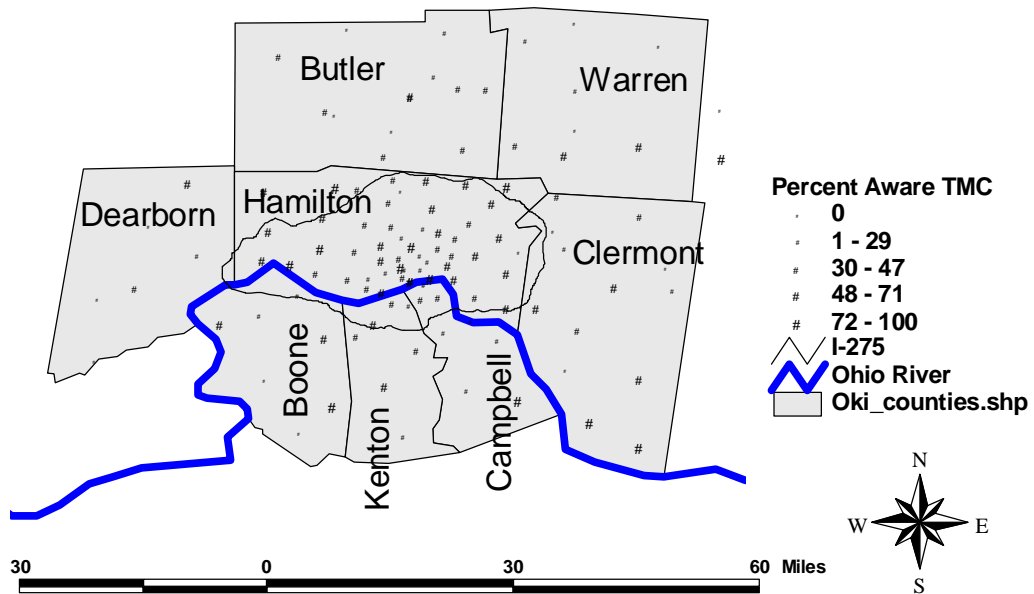 Butler
Warren
Dearborn
Hamilton
Clermont
Boone
Kenton
Campbell
Percent Aware TMC
0
1 - 29
# 30 - 47
# 48 - 71
# 72 - 100
I-275
Ohio River
Oki_counties.shp
N
W E
S
30 0 30 60 Miles